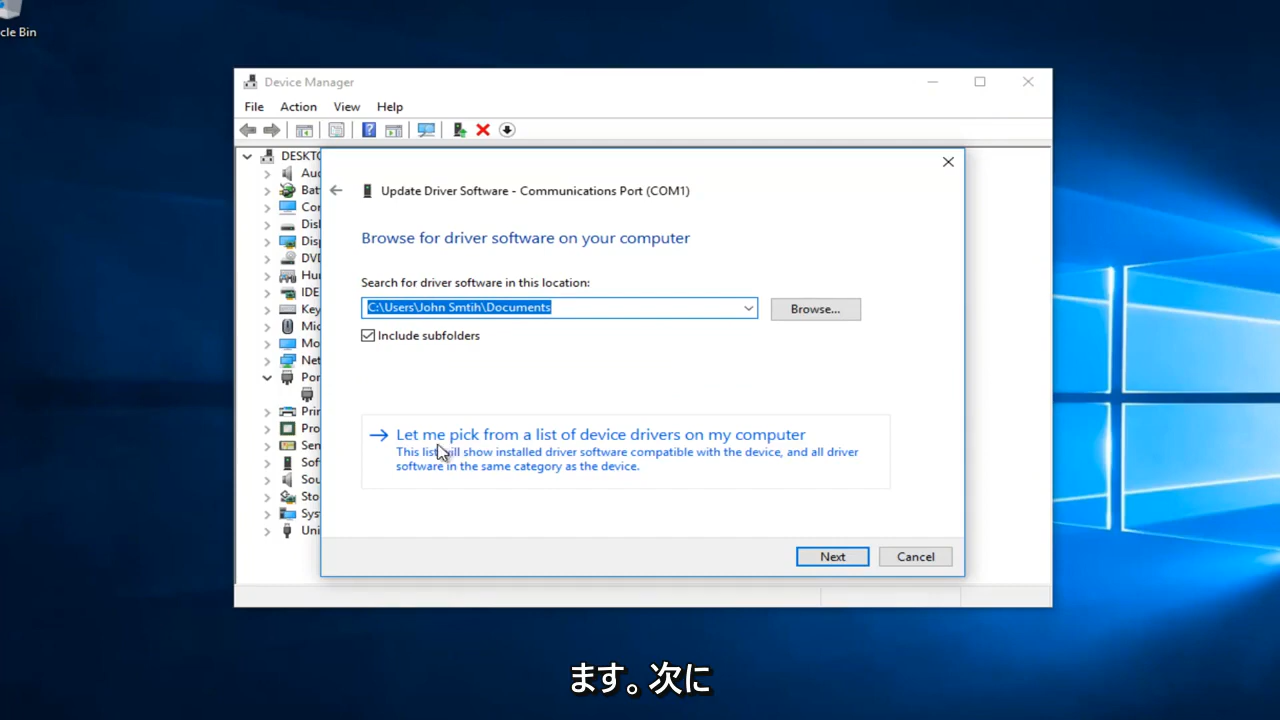 cle Bin
Device Manager
File Action View Help
DESKTO
Aud
Bat
Co
Disk
Disp
DVD
Hu
IDE
Key
Mic
Mo
Net
Por
Prin
Pro
Sen
Soft
Sou
Sto
Sys
Uni
Update Driver Software - Communications Port (COM1)
Browse for driver software on your computer
Search for driver software in this location:
C:\Users\John Smtih\Documents
Browse...
Include subfolders
Let me pick from a list of device drivers on my computer
This list will show installed driver software compatible with the device, and all driver
software in the same category as the device.
Next Cancel
ます。次に